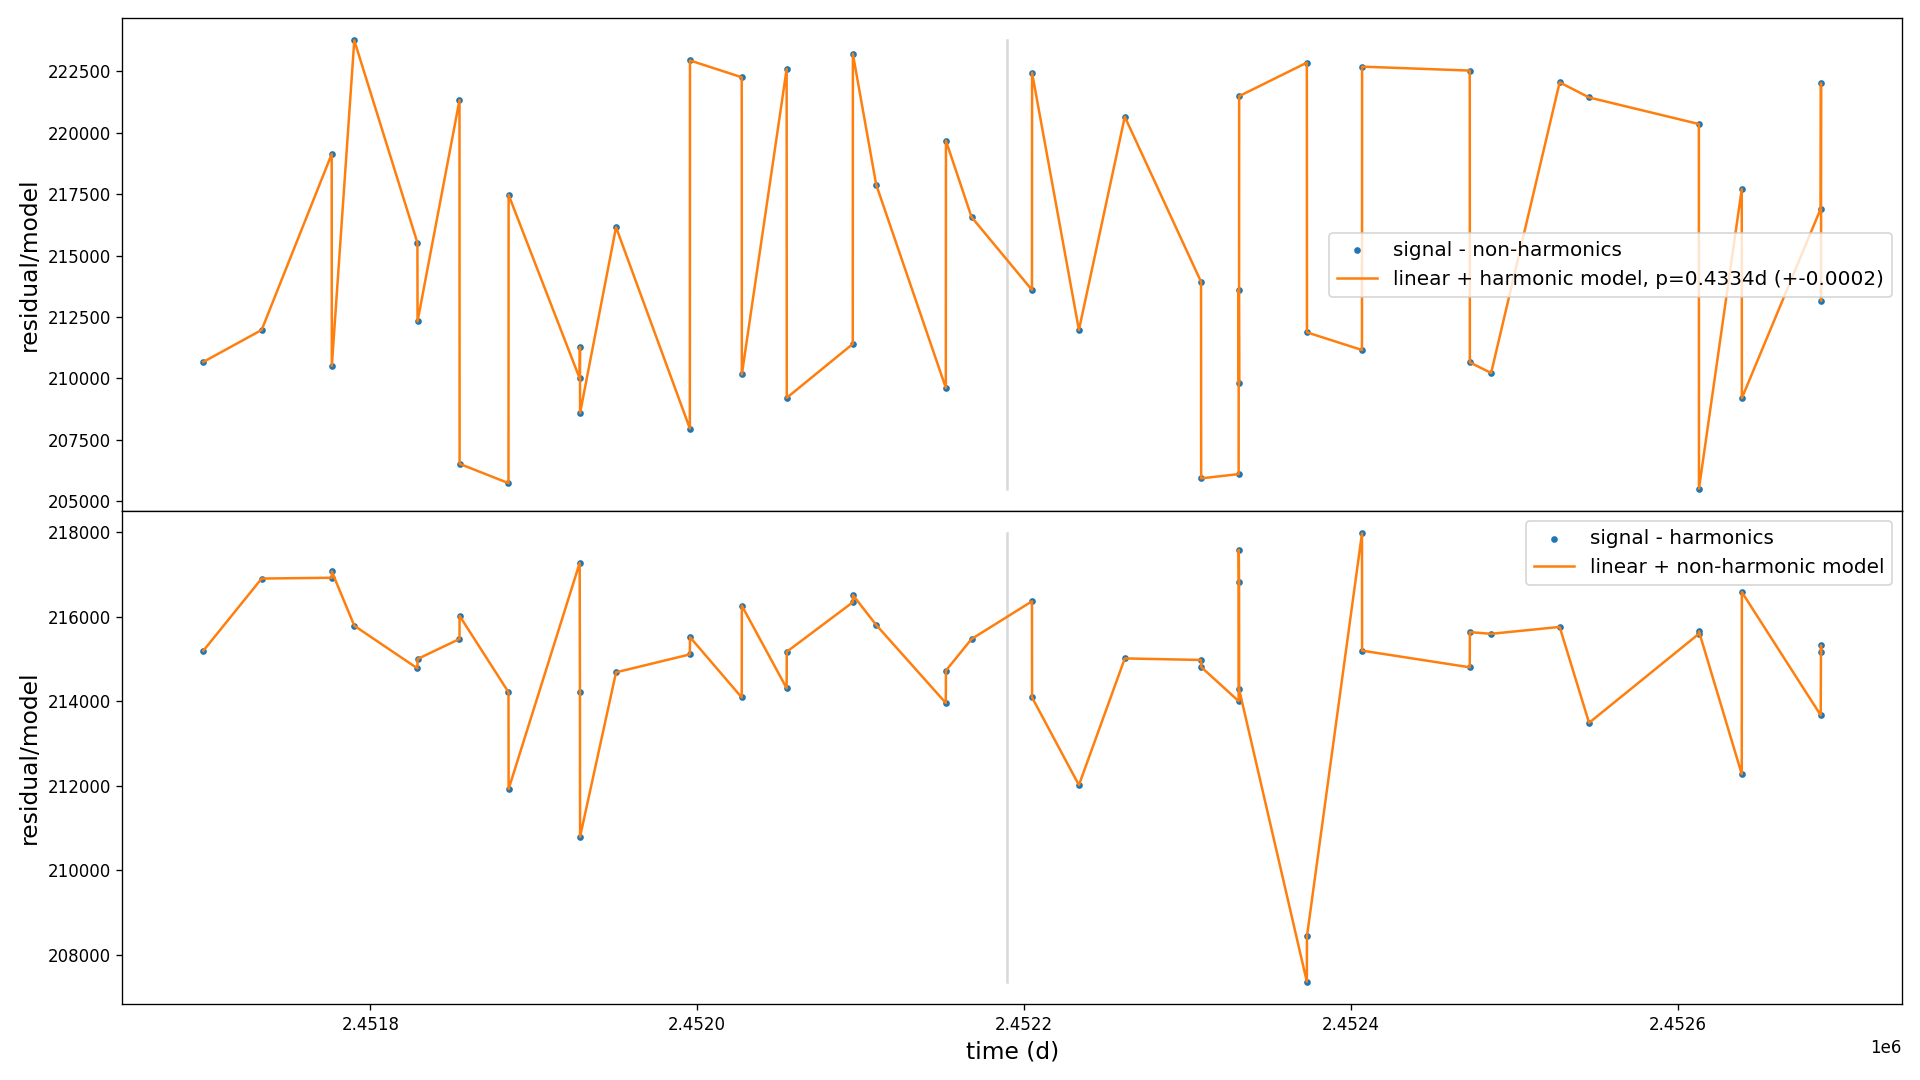 222500
220000
217500
215000
212500
210000
207500
205000
residual/model
signal - non-harmonics
linear + harmonic model, p=0.4334d (+-0.0002)
218000
216000
214000
212000
210000
208000
residual/model
signal - harmonics
linear + non-harmonic model
2.4518
2.4520
2.4522
2.4524
2.4526
1e6
time (d)